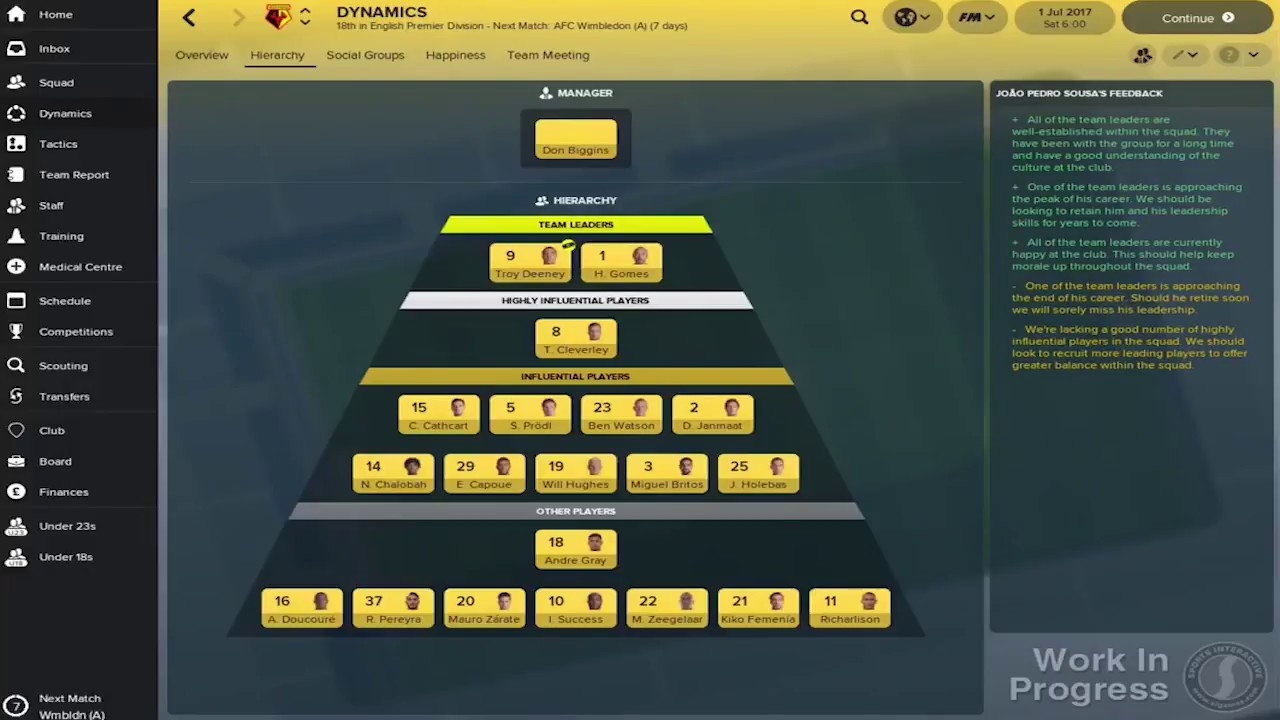 Home
Inbox
Squad
Dynamics
Tactics
Team Report
Staff
Training
Medical Centre
Schedule
Competitions
Scouting
Transfers
Club
Board
Finances
U23
Under 23s
U18
Under 18s
7
Next Match
Wmbldn (A)
DYNAMICS
18th in English Premier Division - Next Match: AFC Wimbledon (A) (7 days)
FM
1 Jul 2017
Sat 6:00
Continue
Overview
Hierarchy
Social Groups
Happiness
Team Meeting
?
MANAGER
Don Biggins
HIERARCHY
TEAM LEADERS
9
Troy Deeney
1
H. Gomes
HIGHLY INFLUENTIAL PLAYERS
8
T. Cleverley
INFLUENTIAL PLAYERS
15
C. Cathcart
5
S. Prödl
23
Ben Watson
2
D. Janmaat
14
N. Chalobah
29
E. Capoue
19
Will Hughes
3
Miguel Britos
25
J. Holebas
OTHER PLAYERS
18
Andre Gray
16
A. Doucouré
37
R. Pereyra
20
Mauro Zárate
10
I. Success
22
M. Zeegelaar
21
Kiko Femenía
11
Richarlison
JOÃO PEDRO SOUSA'S FEEDBACK
+ All of the team leaders are
well-established within the squad. They
have been with the group for a long time
and have a good understanding of the
culture at the club.
+ One of the team leaders is approaching
the peak of his career. We should be
looking to retain him and his leadership
skills for years to come.
+ All of the team leaders are currently
happy at the club. This should help keep
morale up throughout the squad.
- One of the team leaders is approaching
the end of his career. Should he retire soon
we will sorely miss his leadership.
- We're lacking a good number of highly
influential players in the squad. We should
look to recruit more leading players to offer
greater balance within the squad.
Work In
Progress
SPORTS INTERACTIVE
www.sigames.com